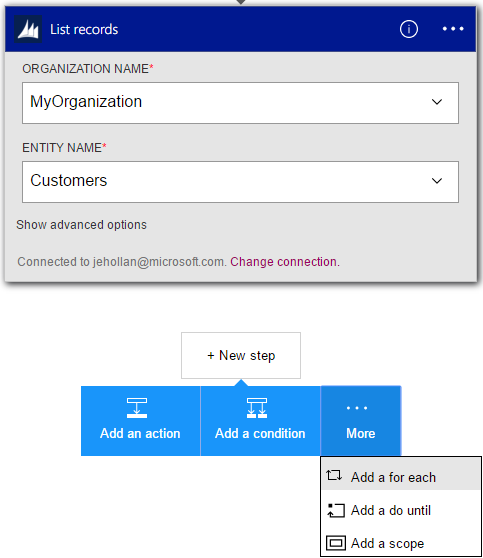 List records
ORGANIZATION NAME*
MyOrganization
ENTITY NAME*
Customers
Show advanced options
Connected to jehollan@microsoft.com. Change connection.
+ New step
Add an action
Add a condition
More
Add a for each
Add a do until
Add a scope